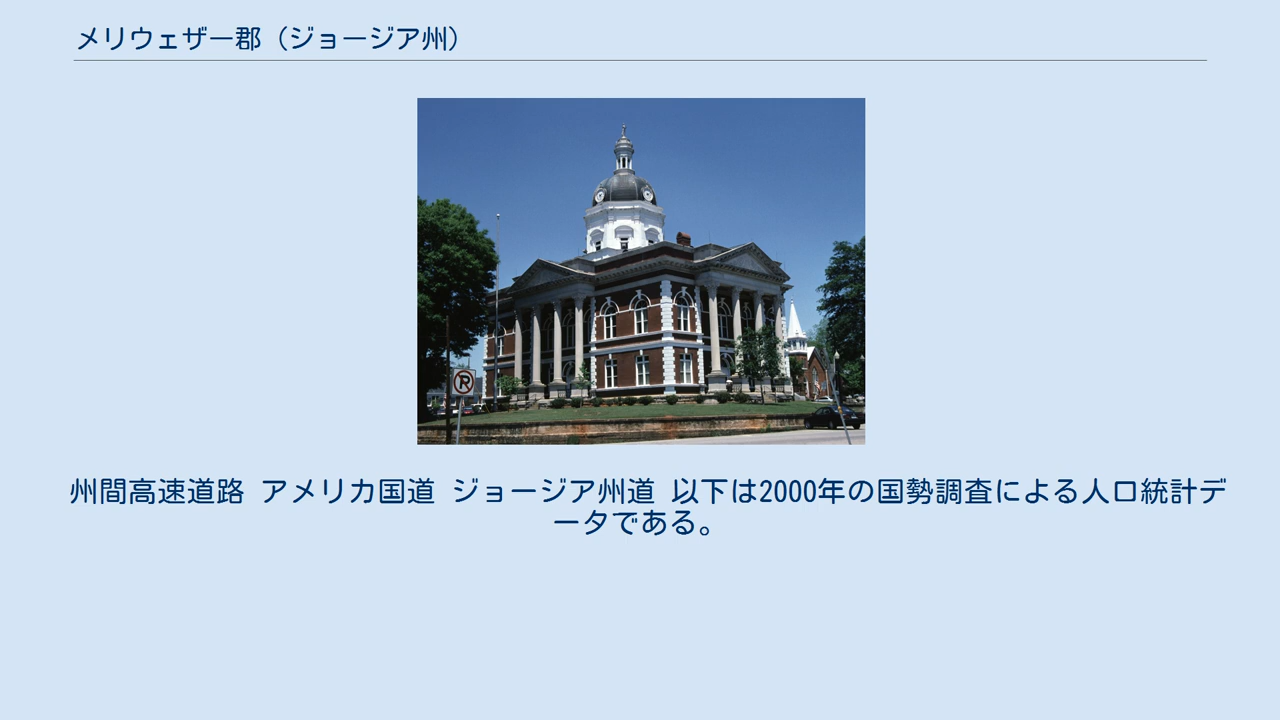 メリウェザー郡（ジョージア州）
州間高速道路 アメリカ国道 ジョージア州道 以下は2000年の国勢調査による人口統計デ
ータである。